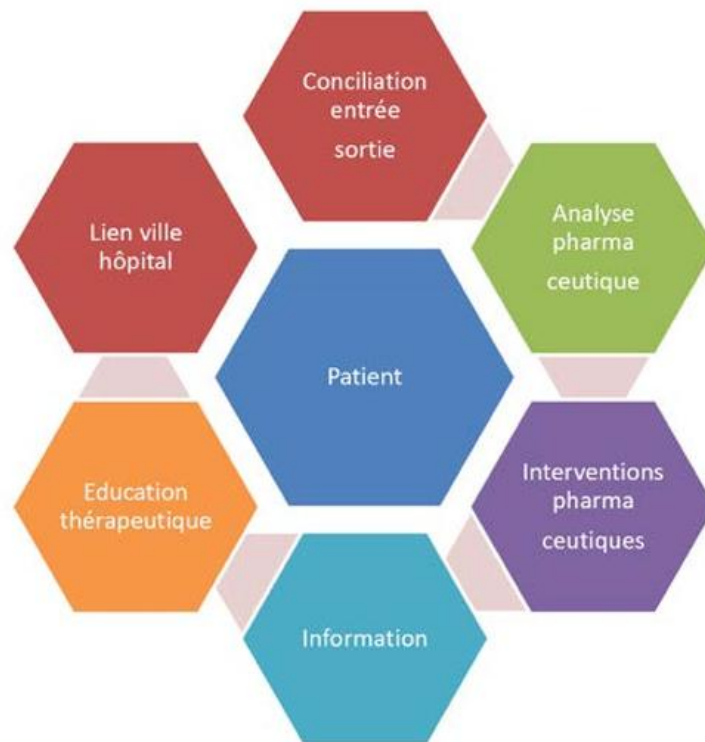 Conciliation
entrée
sortie
Lien ville
hôpital
Analyse
pharma
ceutique
Patient
Education
thérapeutique
Interventions
pharma
ceutiques
Information